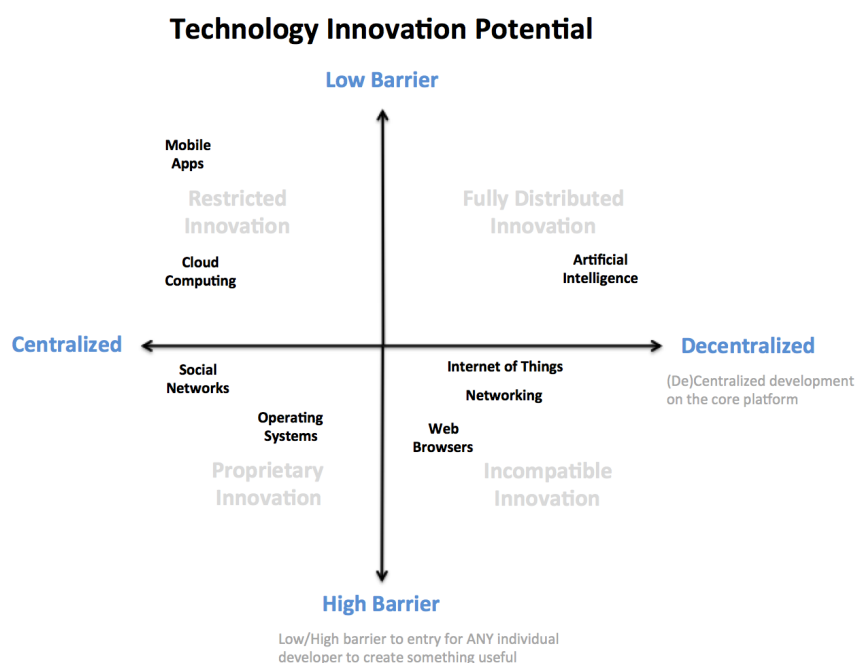 Technology Innovation Potential
Low Barrier
Mobile
Apps
Restricted
Innovation
Fully Distributed
Innovation
Cloud
Computing
Artificial
Intelligence
Centralized
Decentralized
(De)Centralized development
on the core platform
Social
Networks
Internet of Things
Networking
Operating
Systems
Web
Browsers
Proprietary
Innovation
Incompatible
Innovation
High Barrier
Low/High barrier to entry for ANY individual
developer to create something useful